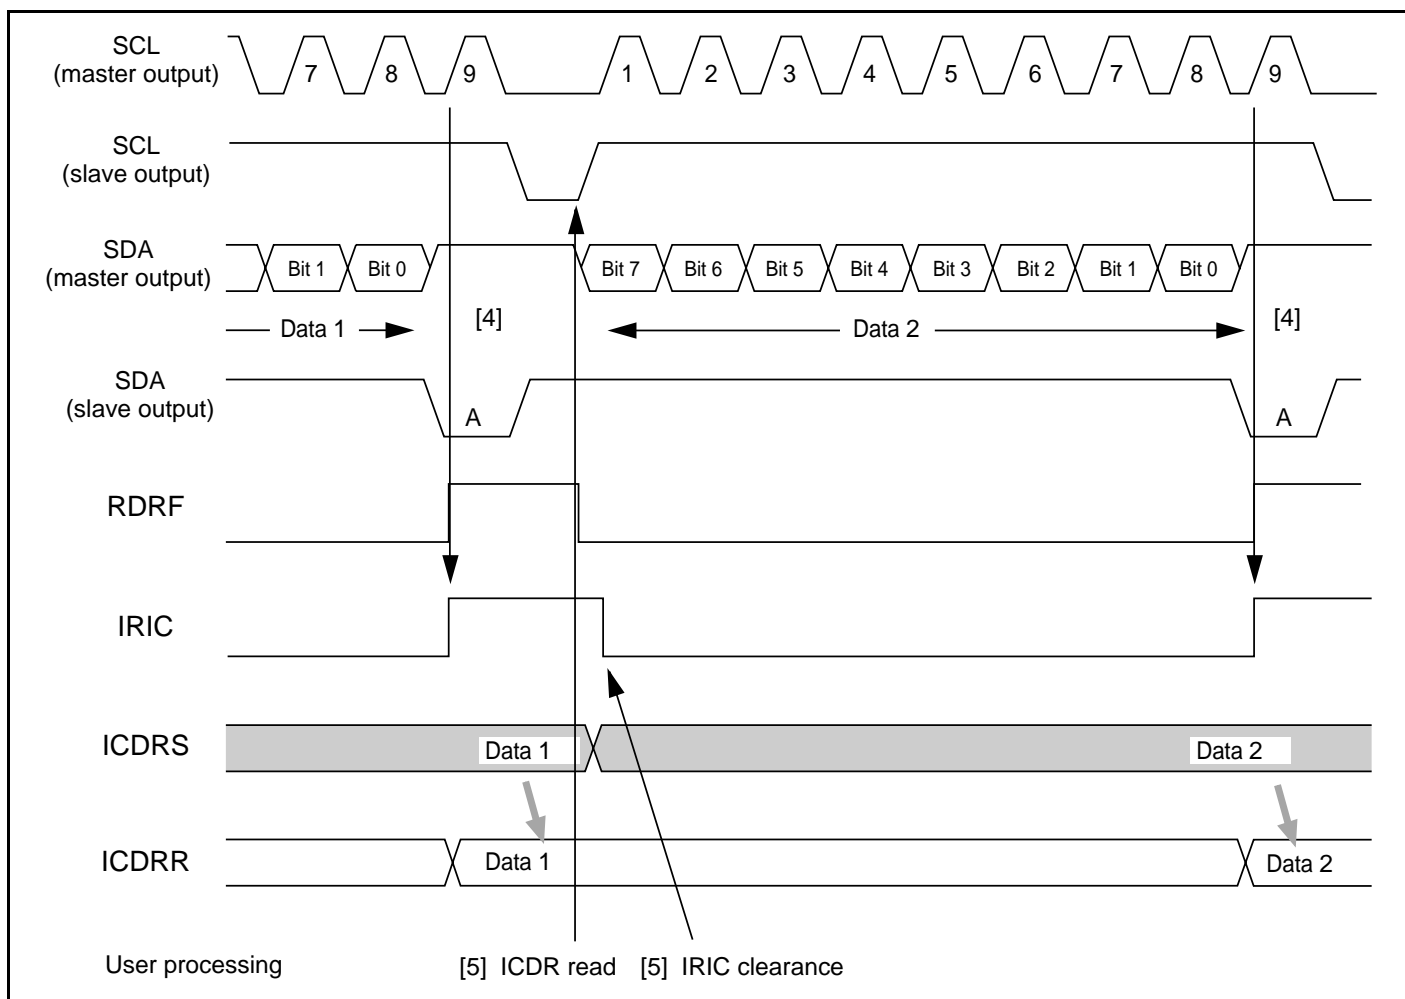 SCL
(master output)
7 8 9 1 2 3 4 5 6 7 8 9
SCL
(slave output)
SDA
(master output)
Bit 1 Bit 0 Bit 7 Bit 6 Bit 5 Bit 4 Bit 3 Bit 2 Bit 1 Bit 0
Data 1 [4] Data 2 [4]
SDA
(slave output)
A A
RDRF
IRIC
ICDRS Data 1 Data 2
ICDRR Data 1 Data 2
User processing [5] ICDR read [5] IRIC clearance